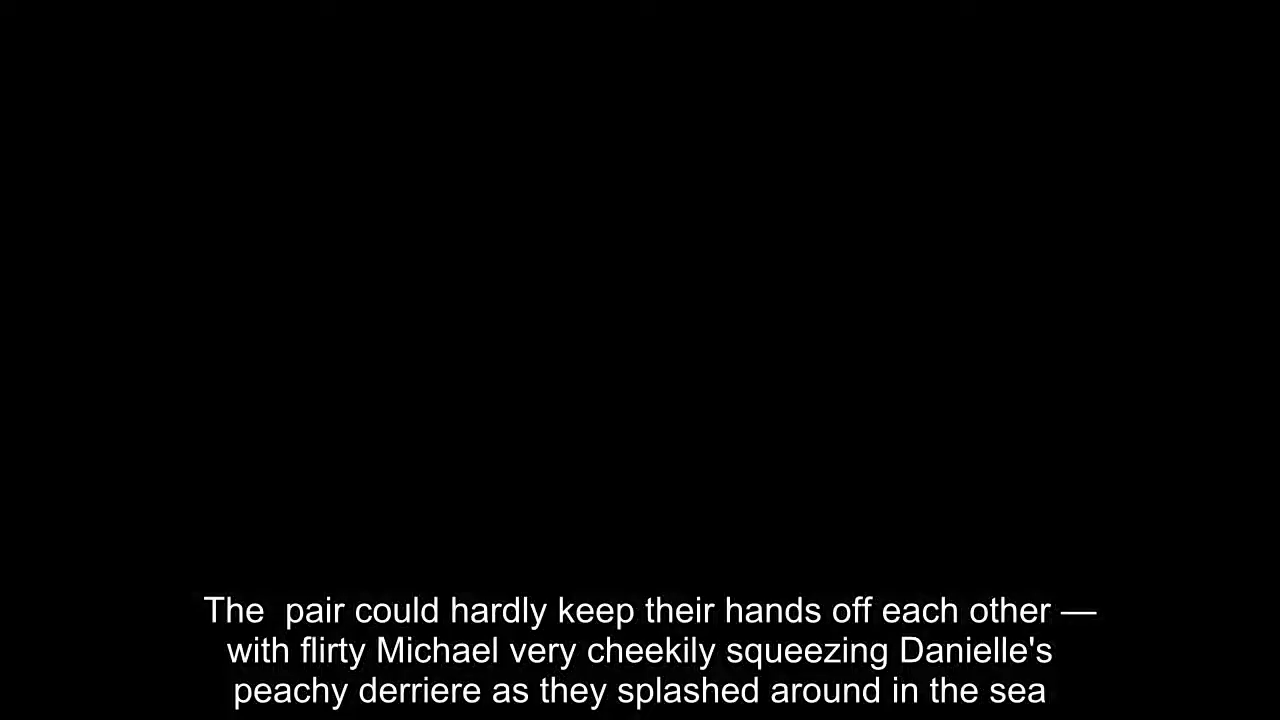 The  pair could hardly keep their hands off each other —
with flirty Michael very cheekily squeezing Danielle's
peachy derriere as they splashed around in the sea